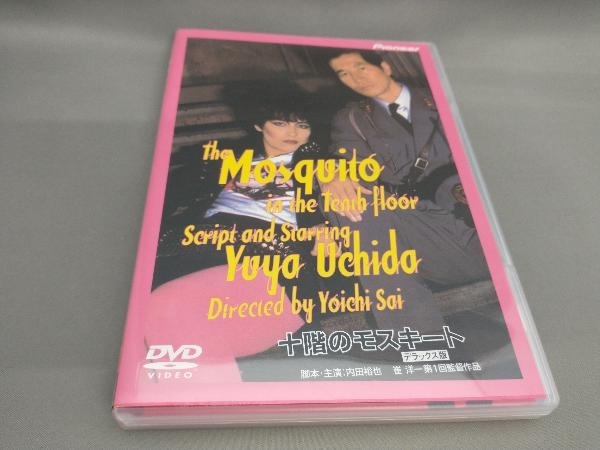 Pioneer
the Mosquito
in the Tenth floor
Script and Starring
Yuya Uchida
Directed by Yoichi Sai
十階のモスキート
デラックス版
脚本・主演:内田裕也 崔 洋一第1回監督作品
DVD
VIDEO